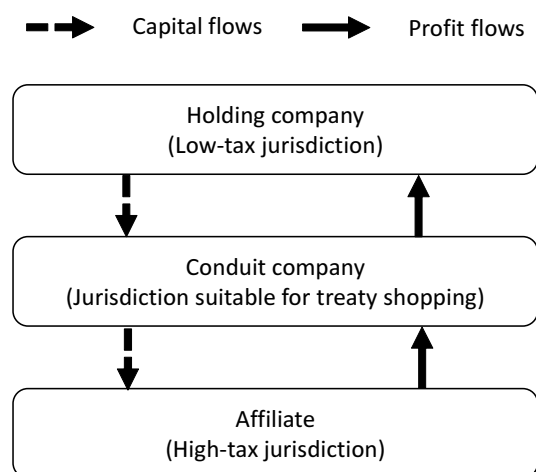 Capital flows
Profit flows
Holding company
(Low-tax jurisdiction)
Conduit company
(Jurisdiction suitable for treaty shopping)
Affiliate
(High-tax jurisdiction)